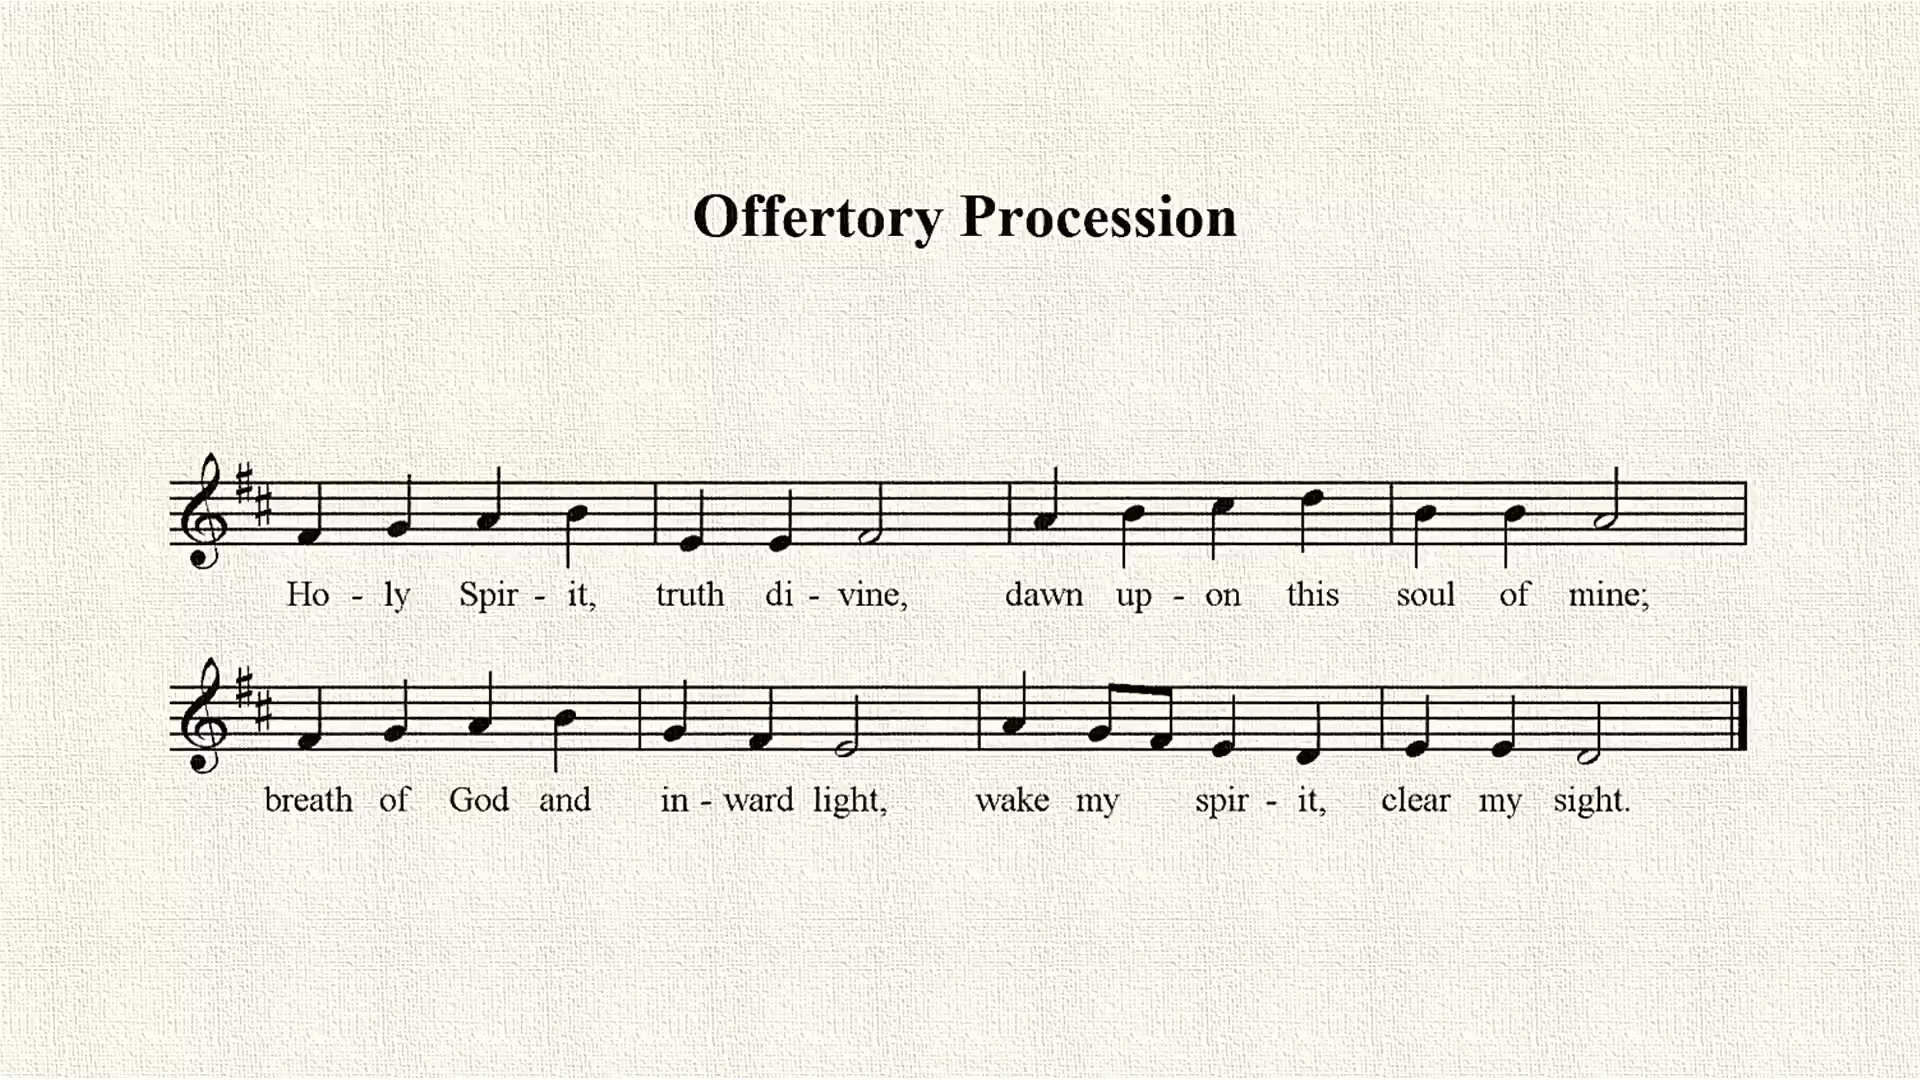 Offertory Procession
Ho - ly Spir - it, truth di - vine, dawn up - on this soul of mine;
breath of God and in - ward light, wake my spir - it, clear my sight.